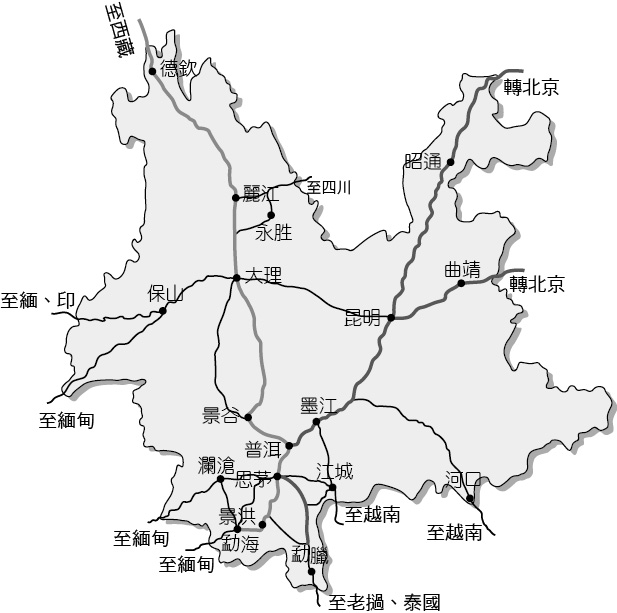 至西藏
德欽
轉北京
昭通
麗江
至四川
永胜
大理
曲靖
轉北京
保山
至緬、印
昆明
至緬甸
景谷
墨江
普洱
瀾滄
思茅
江城
河口
景洪
至越南
至越南
至緬甸
勐海
勐臘
至緬甸
至老撾、泰國